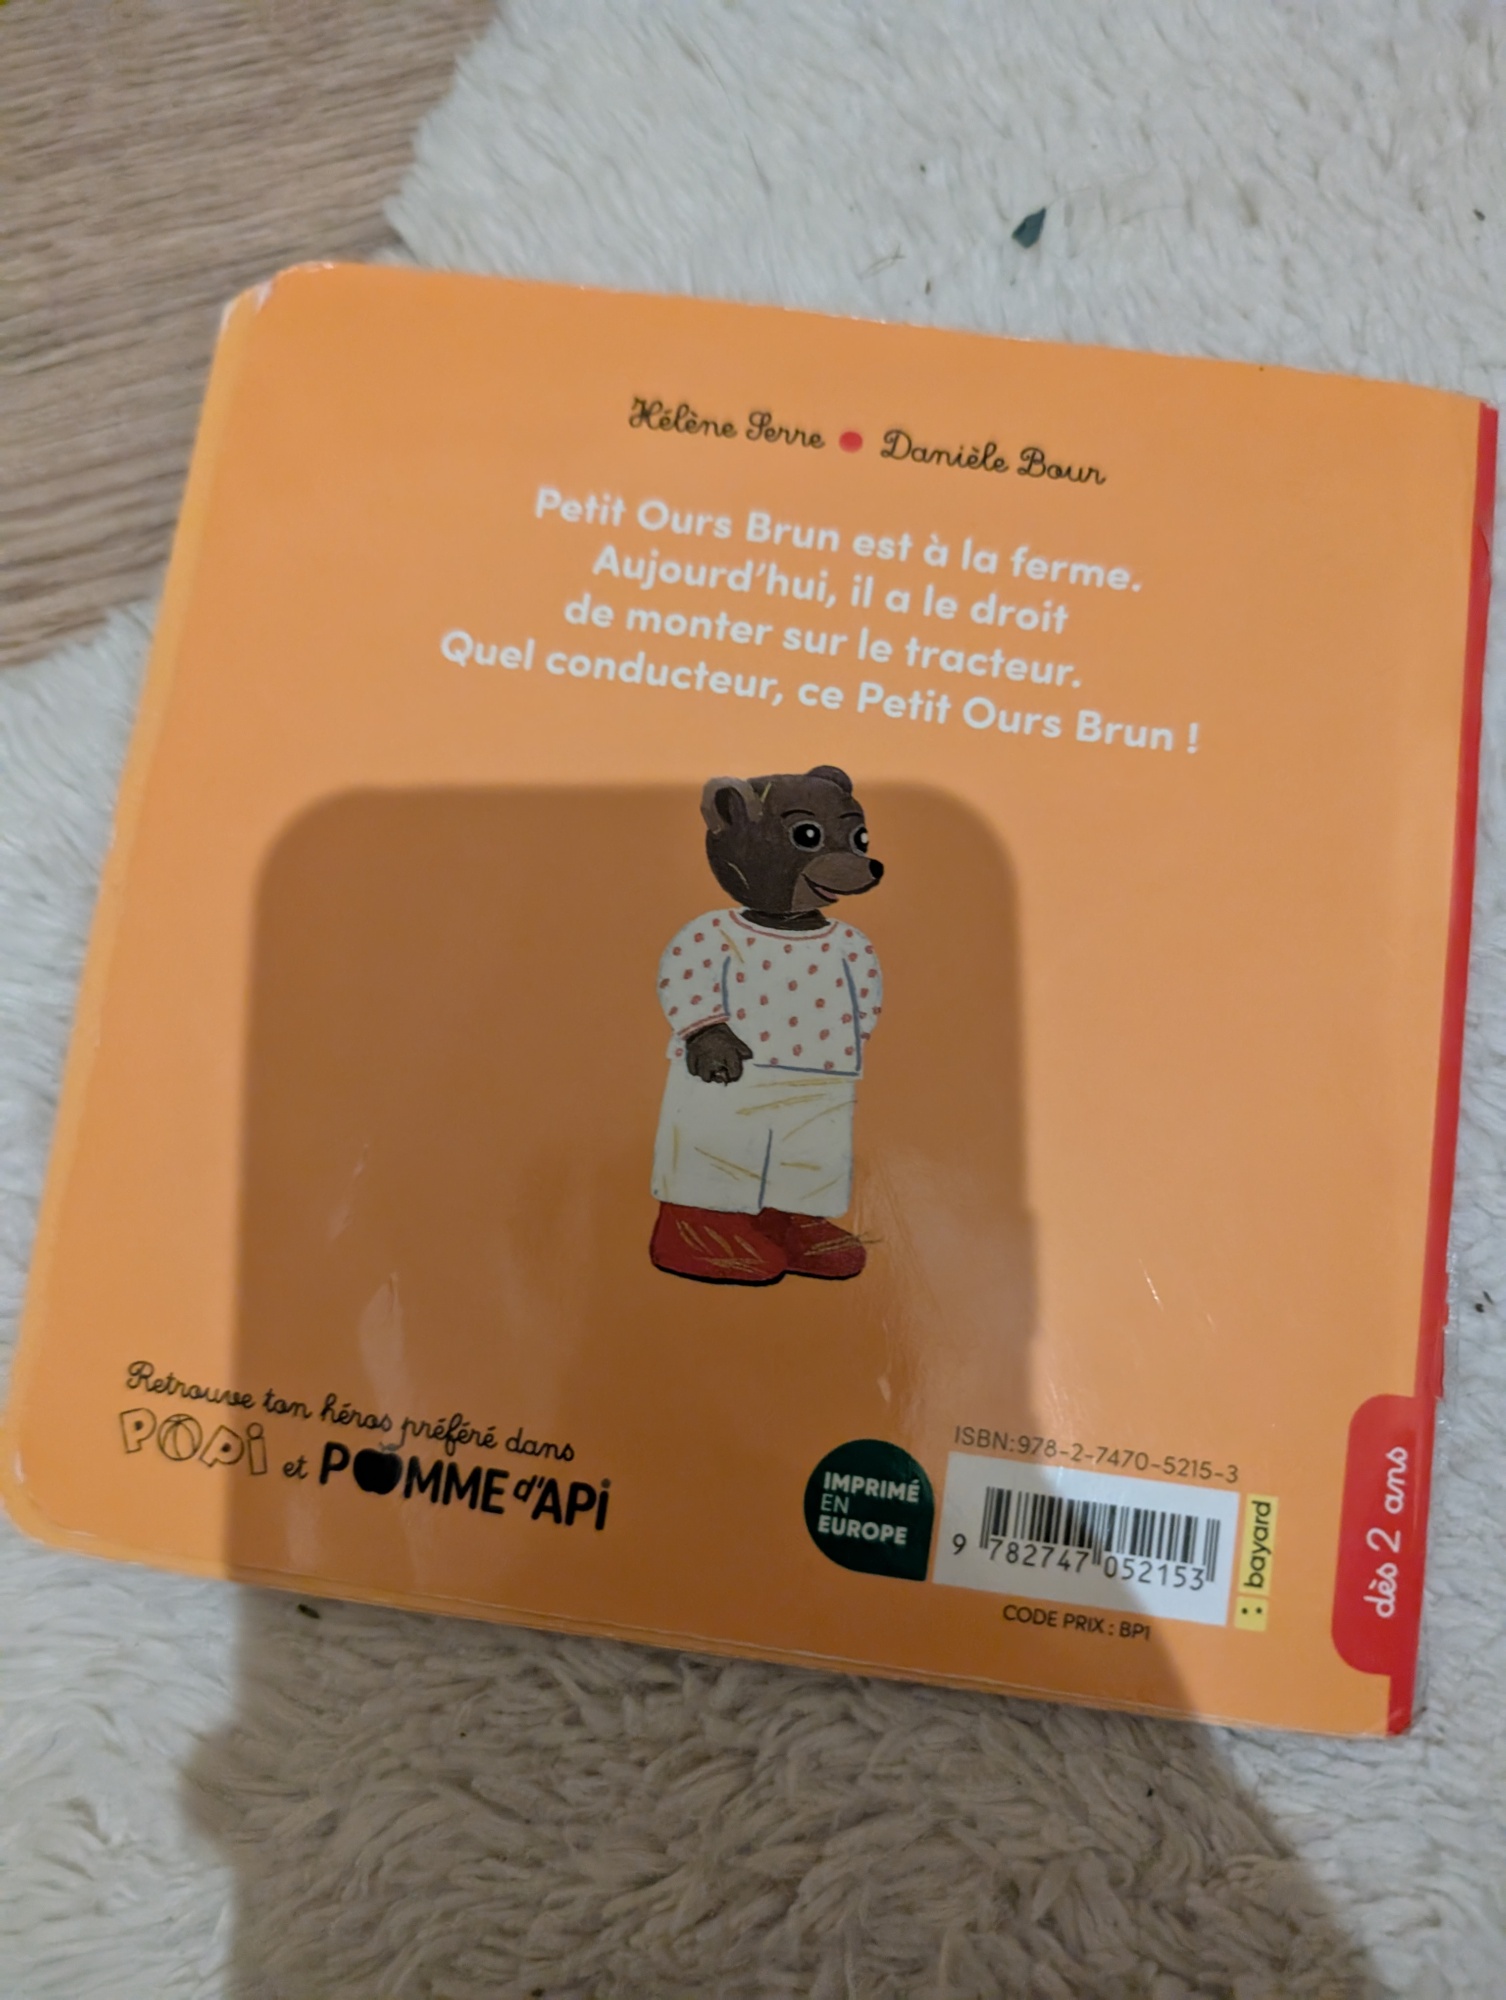 Hélène Serre • Danièle Bour
Petit Ours Brun est à la ferme.
Aujourd'hui, il a le droit
de monter sur le tracteur.
Quel conducteur, ce Petit Ours Brun !
Retrouve ton héros préféré dans
POPi et POMME d'APi
IMPRIMÉ
EN
EUROPE
ISBN:978-2-7470-5215-3
9 782747 052153
CODE PRIX : BP1
bayard
dès 2 ans